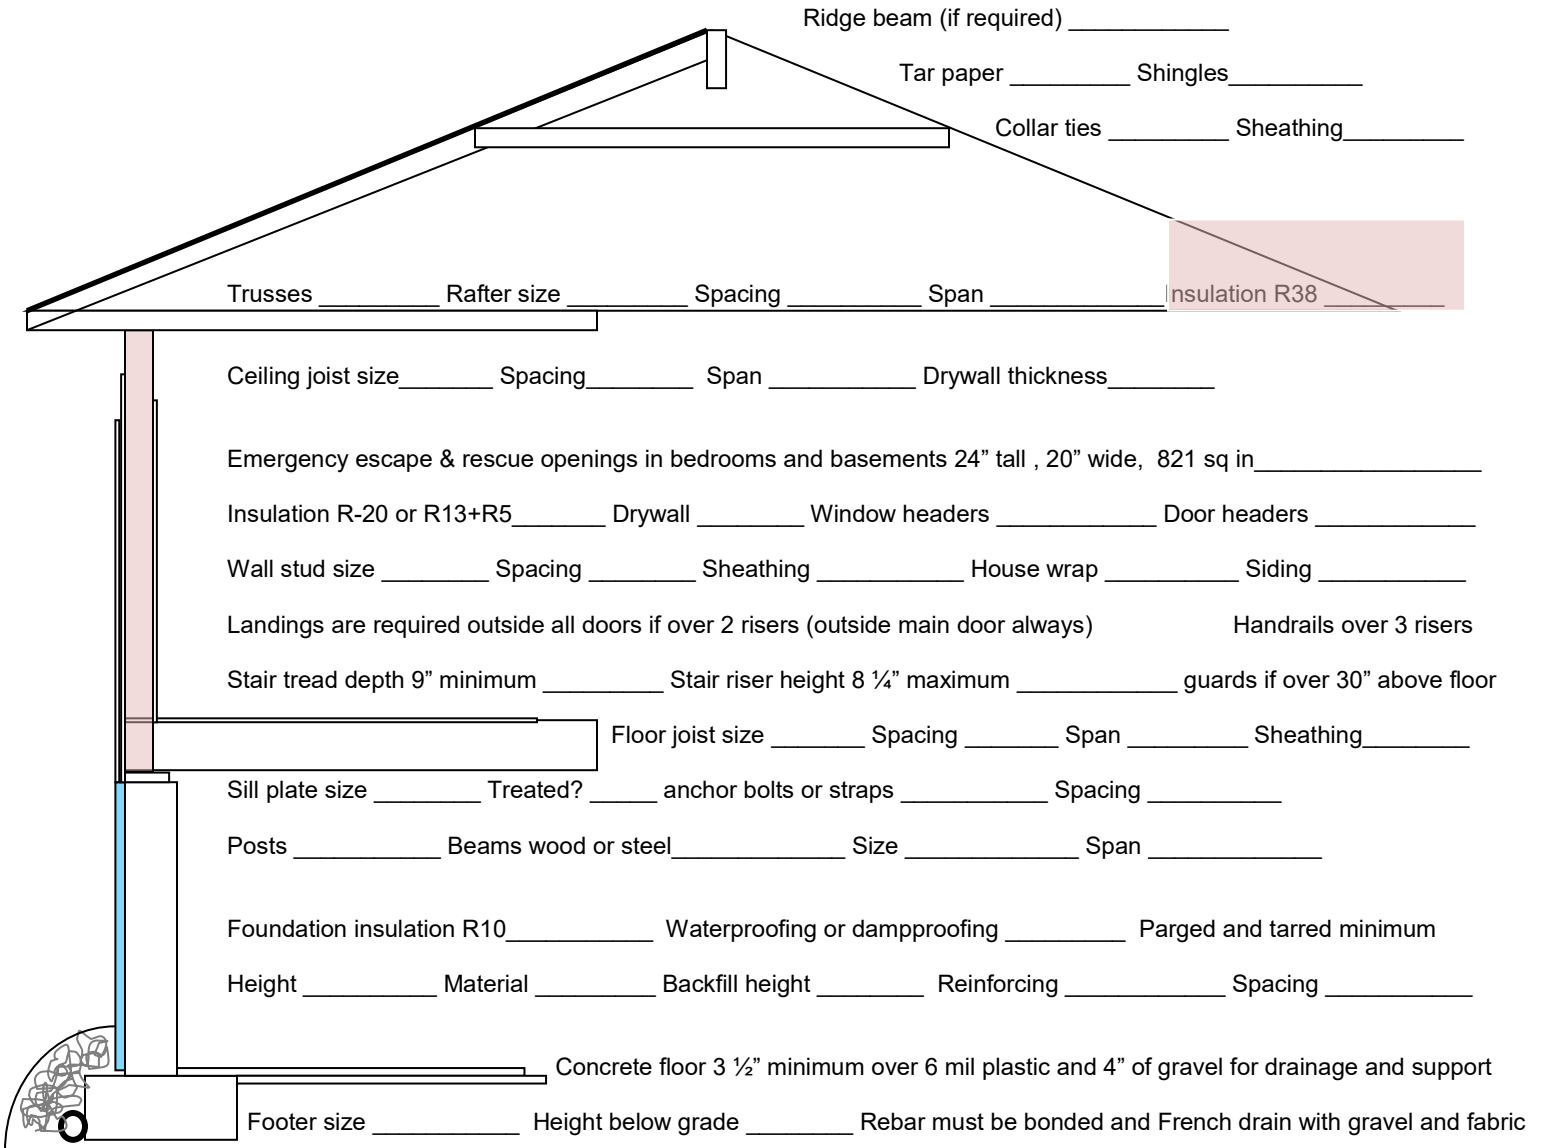 Ridge beam (if required) ____________
Tar paper _________ Shingles__________
Collar ties _________ Sheathing_________
Trusses _________ Rafter size _________ Spacing __________ Span _____________ Insulation R38 _________
Ceiling joist size_______ Spacing________ Span ___________ Drywall thickness________
Emergency escape & rescue openings in bedrooms and basements 24” tall , 20” wide, 821 sq in_________________
Insulation R-20 or R13+R5_______ Drywall ________ Window headers ____________ Door headers ____________
Wall stud size ________ Spacing ________ Sheathing ___________ House wrap __________ Siding ___________
Landings are required outside all doors if over 2 risers (outside main door always) Handrails over 3 risers
Stair tread depth 9” minimum _________ Stair riser height 8 ¼” maximum ____________ guards if over 30” above floor
Floor joist size _______ Spacing _______ Span _________ Sheathing________
Sill plate size ________ Treated? _____ anchor bolts or straps ___________ Spacing __________
Posts ___________ Beams wood or steel_____________ Size _____________ Span _____________
Foundation insulation R10___________ Waterproofing or dampproofing _________ Parged and tarred minimum
Height __________ Material _________ Backfill height ________ Reinforcing ____________ Spacing ___________
Concrete floor 3 ½” minimum over 6 mil plastic and 4” of gravel for drainage and support
Footer size ___________ Height below grade ________ Rebar must be bonded and French drain with gravel and fabric